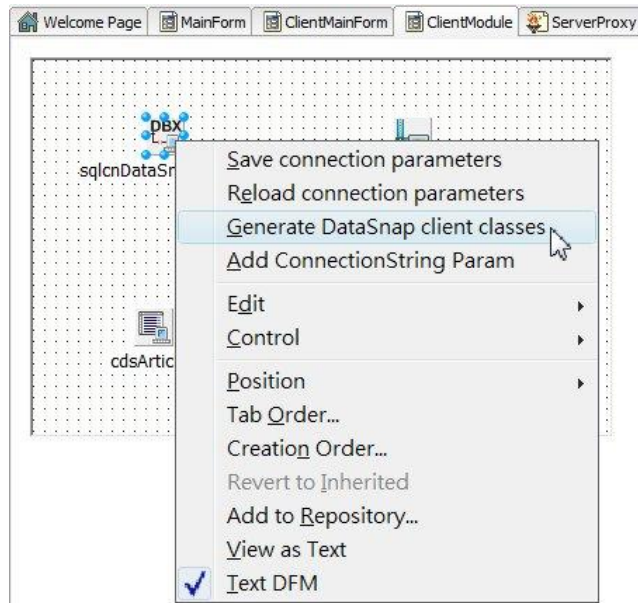 Welcome Page MainForm ClientMainForm ClientModule ServerProxy
DBX
sqlcnDataSn
Save connection parameters
Reload connection parameters
Generate DataSnap client classes
Add ConnectionString Param
Edit
Control
cdsArtic
Position
Tab Order...
Creation Order...
Revert to Inherited
Add to Repository...
View as Text
Text DFM